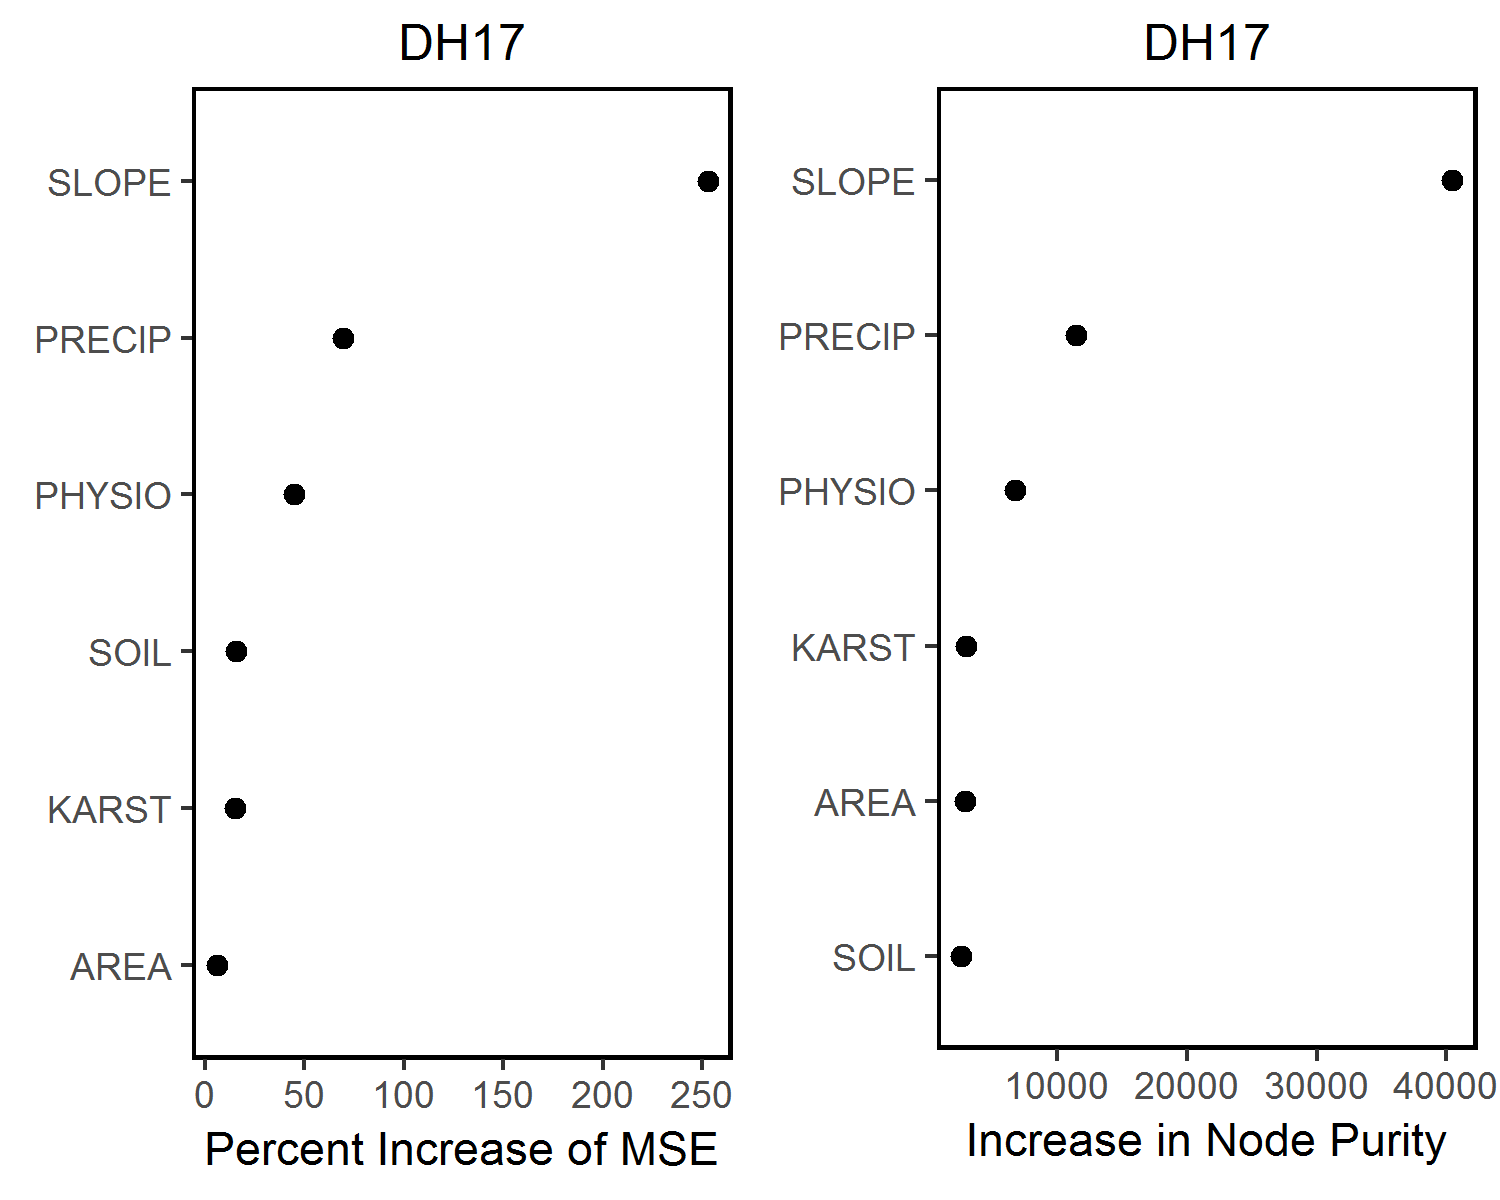 DH17
SLOPE
PRECIP
PHYSIO
SOIL
KARST
AREA
0 50 100 150 200 250
Percent Increase of MSE
DH17
SLOPE
PRECIP
PHYSIO
KARST
AREA
SOIL
10000 20000 30000 40000
Increase in Node Purity